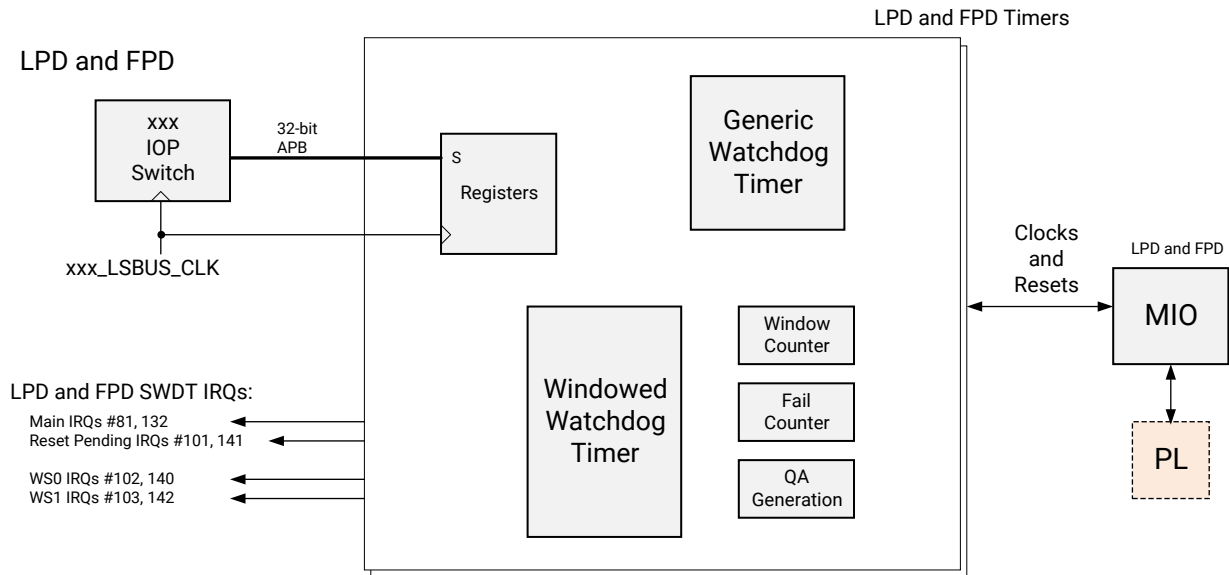 LPD and FPD Timers
LPD and FPD
xxx
IOP
Switch
32-bit
APB
S
Registers
xxx_LSBUS_CLK
Generic
Watchdog
Timer
Clocks
and
Resets
LPD and FPD
MIO
PL
Windowed
Watchdog
Timer
Window
Counter
Fail
Counter
QA
Generation
LPD and FPD SWDT IRQs:
Main IRQs #81, 132
Reset Pending IRQs #101, 141
WS0 IRQs #102, 140
WS1 IRQs #103, 142